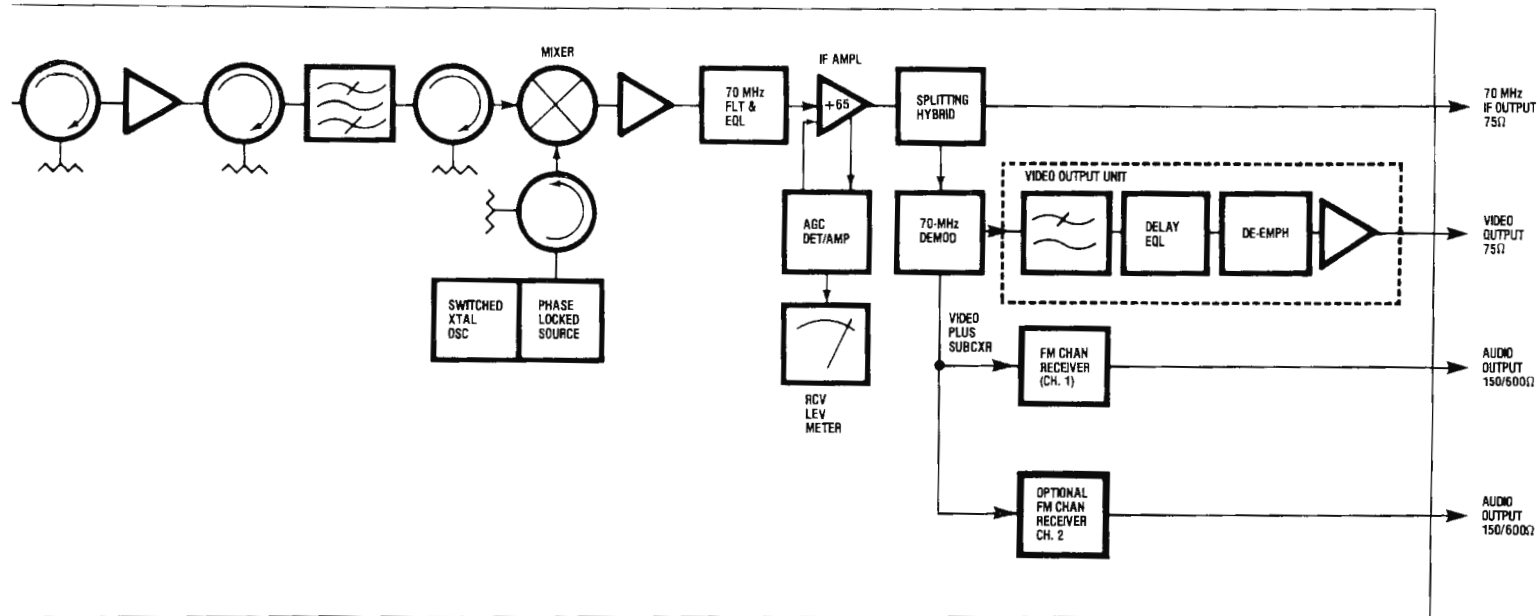 MIXER
IF AMPL
70 MHz
FLT &
EQL
+65
SPLITTING
HYBRID
70 MHz
IF OUTPUT
75Ω
VIDEO OUTPUT UNIT
AGC
DET/AMP
70-MHz
DEMOD
DELAY
EQL
DE-EMPH
VIDEO
OUTPUT
75Ω
SWITCHED
XTAL
OSC
PHASE
LOCKED
SOURCE
VIDEO
PLUS
SUBCXR
FM CHAN
RECEIVER
(CH. 1)
AUDIO
OUTPUT
150/600Ω
RCV
LEV
METER
OPTIONAL
FM CHAN
RECEIVER
CH. 2
AUDIO
OUTPUT
150/600Ω